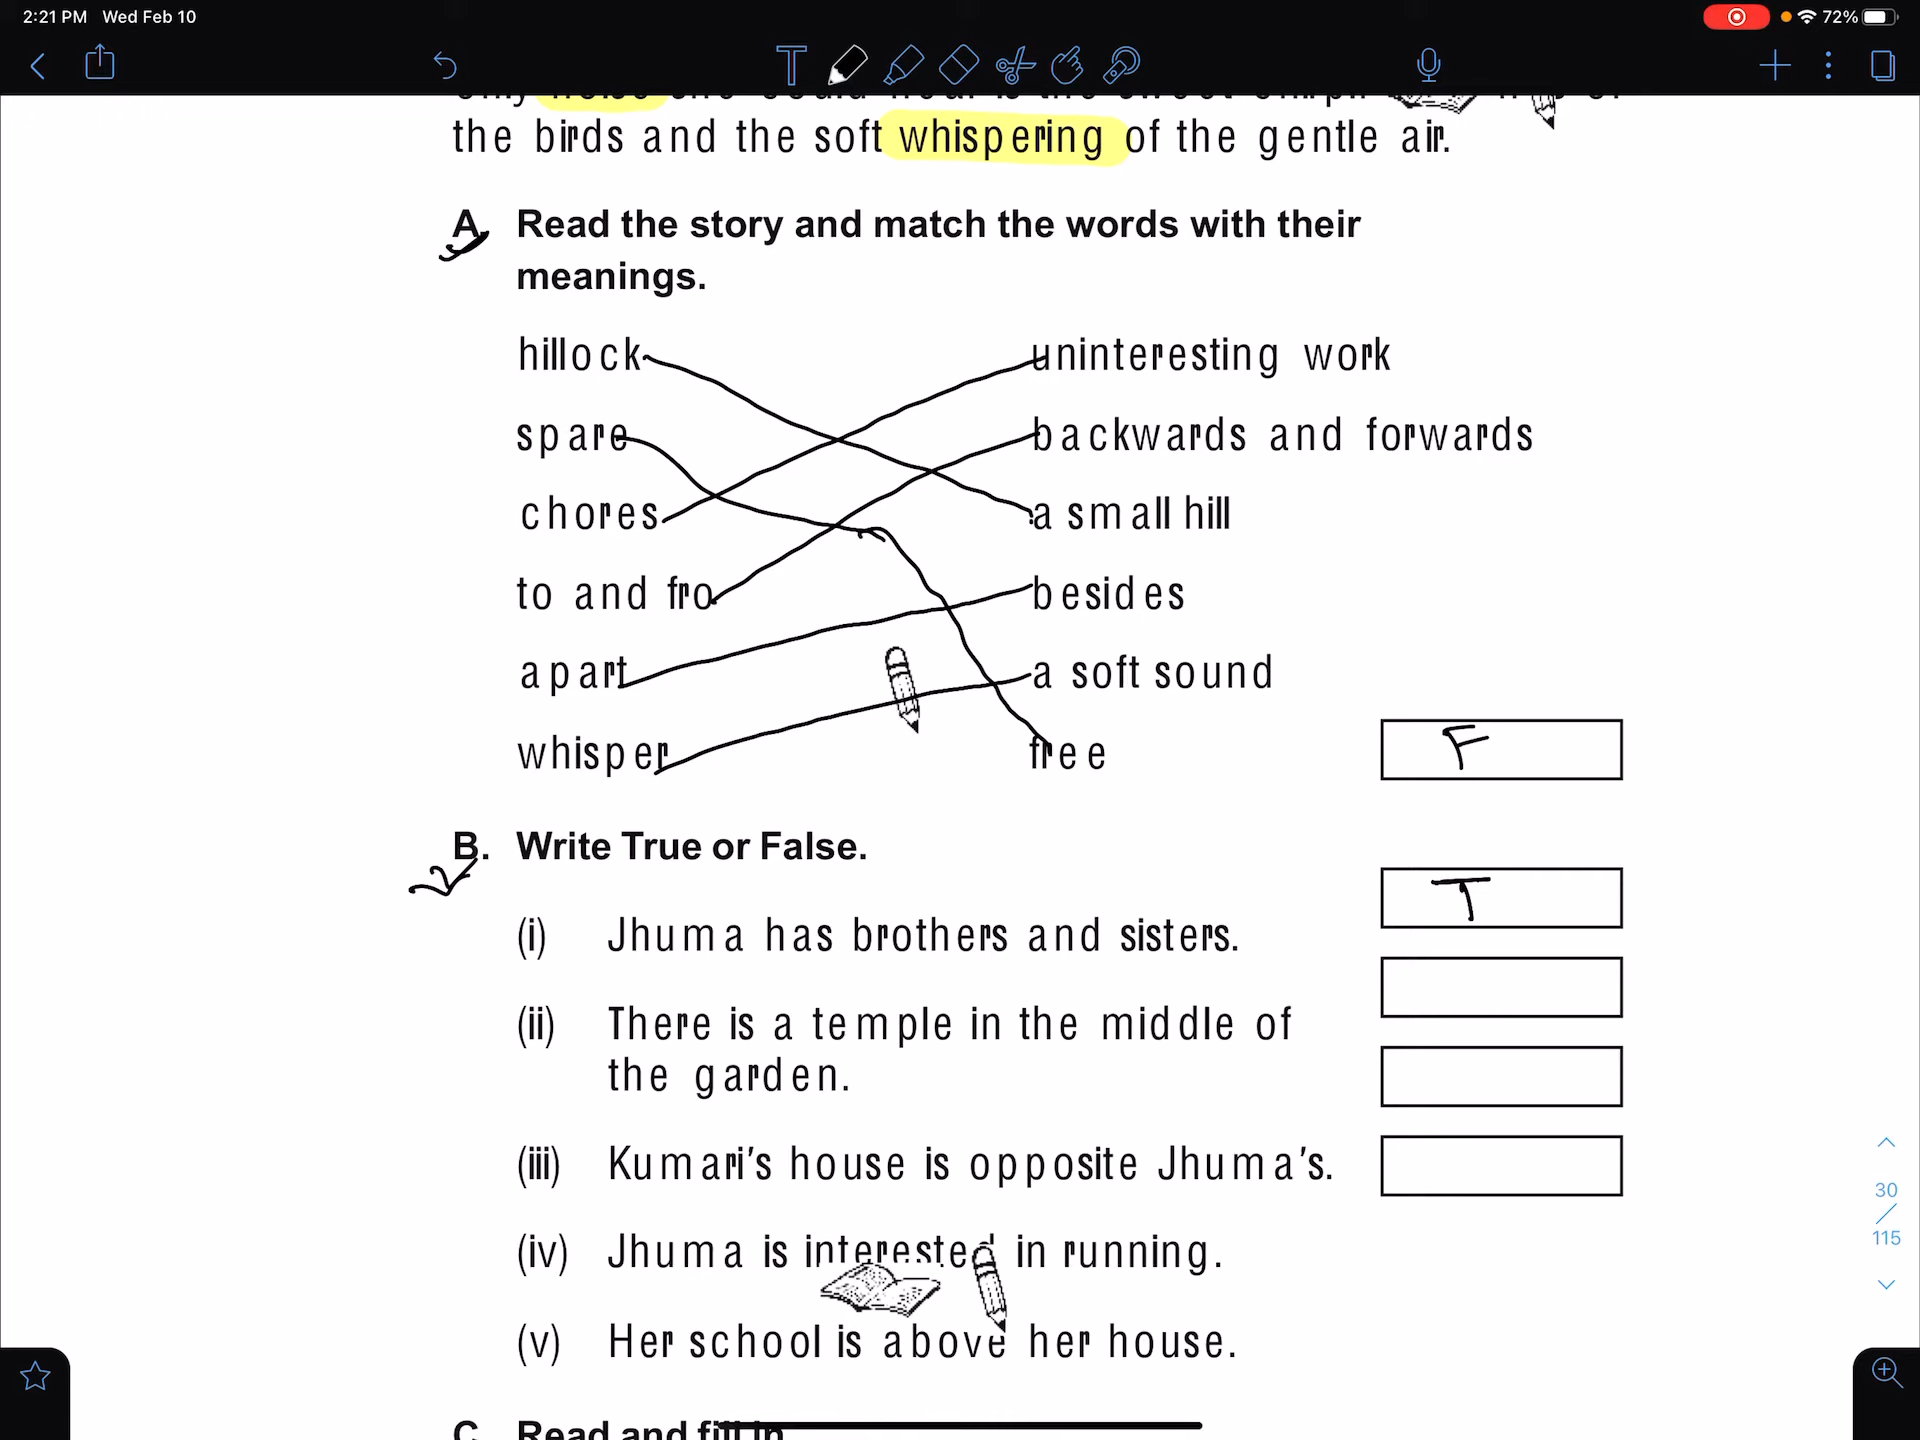 2:21 PM Wed Feb 10
72%
the birds and the soft whispering of the gentle air.
A. Read the story and match the words with their
meanings.
hillock uninteresting work
spare backwards and forwards
chores a small hill
to and fro besides
apart a soft sound
whisper free
F
B. Write True or False.
T
(i) Jhuma has brothers and sisters.
(ii) There is a temple in the middle of
the garden.
(iii) Kumari's house is opposite Jhuma's.
30
/
115
(iv) Jhuma is interested in running.
(v) Her school is above her house.
C. Read and fill in